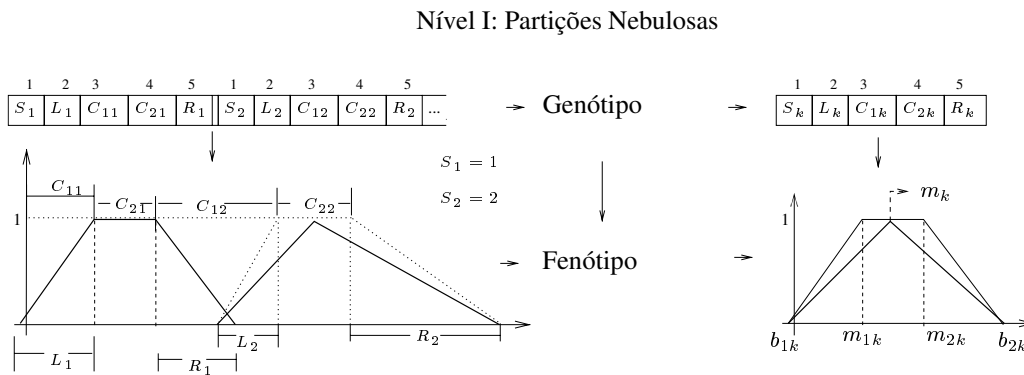 Nível I: Partições Nebulosas
1 2 3 4 5 1 2 3 4 5
S1 L1 C11 C21 R1 S2 L2 C12 C22 R2 ...
Genótipo
1 2 3 4 5
Sk Lk C1k C2k Rk
S1 = 1
S2 = 2
C11
C21 C12 C22
1
L1 R1 L2 R2
Fenótipo
mk
1
b1k m1k m2k b2k